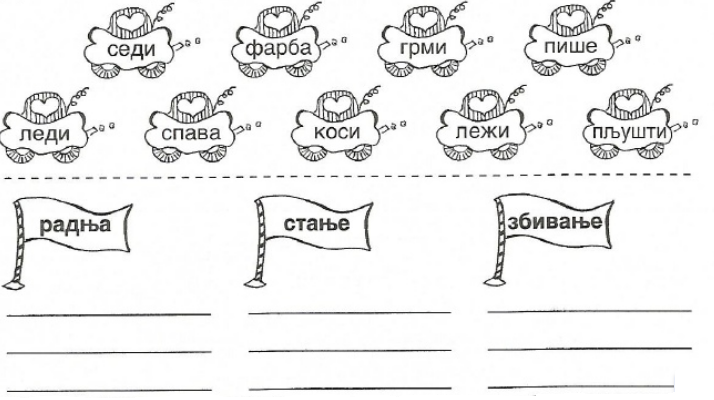 седи фарба грми пише
леди спава коси лежи пљушти
радња стање збивање